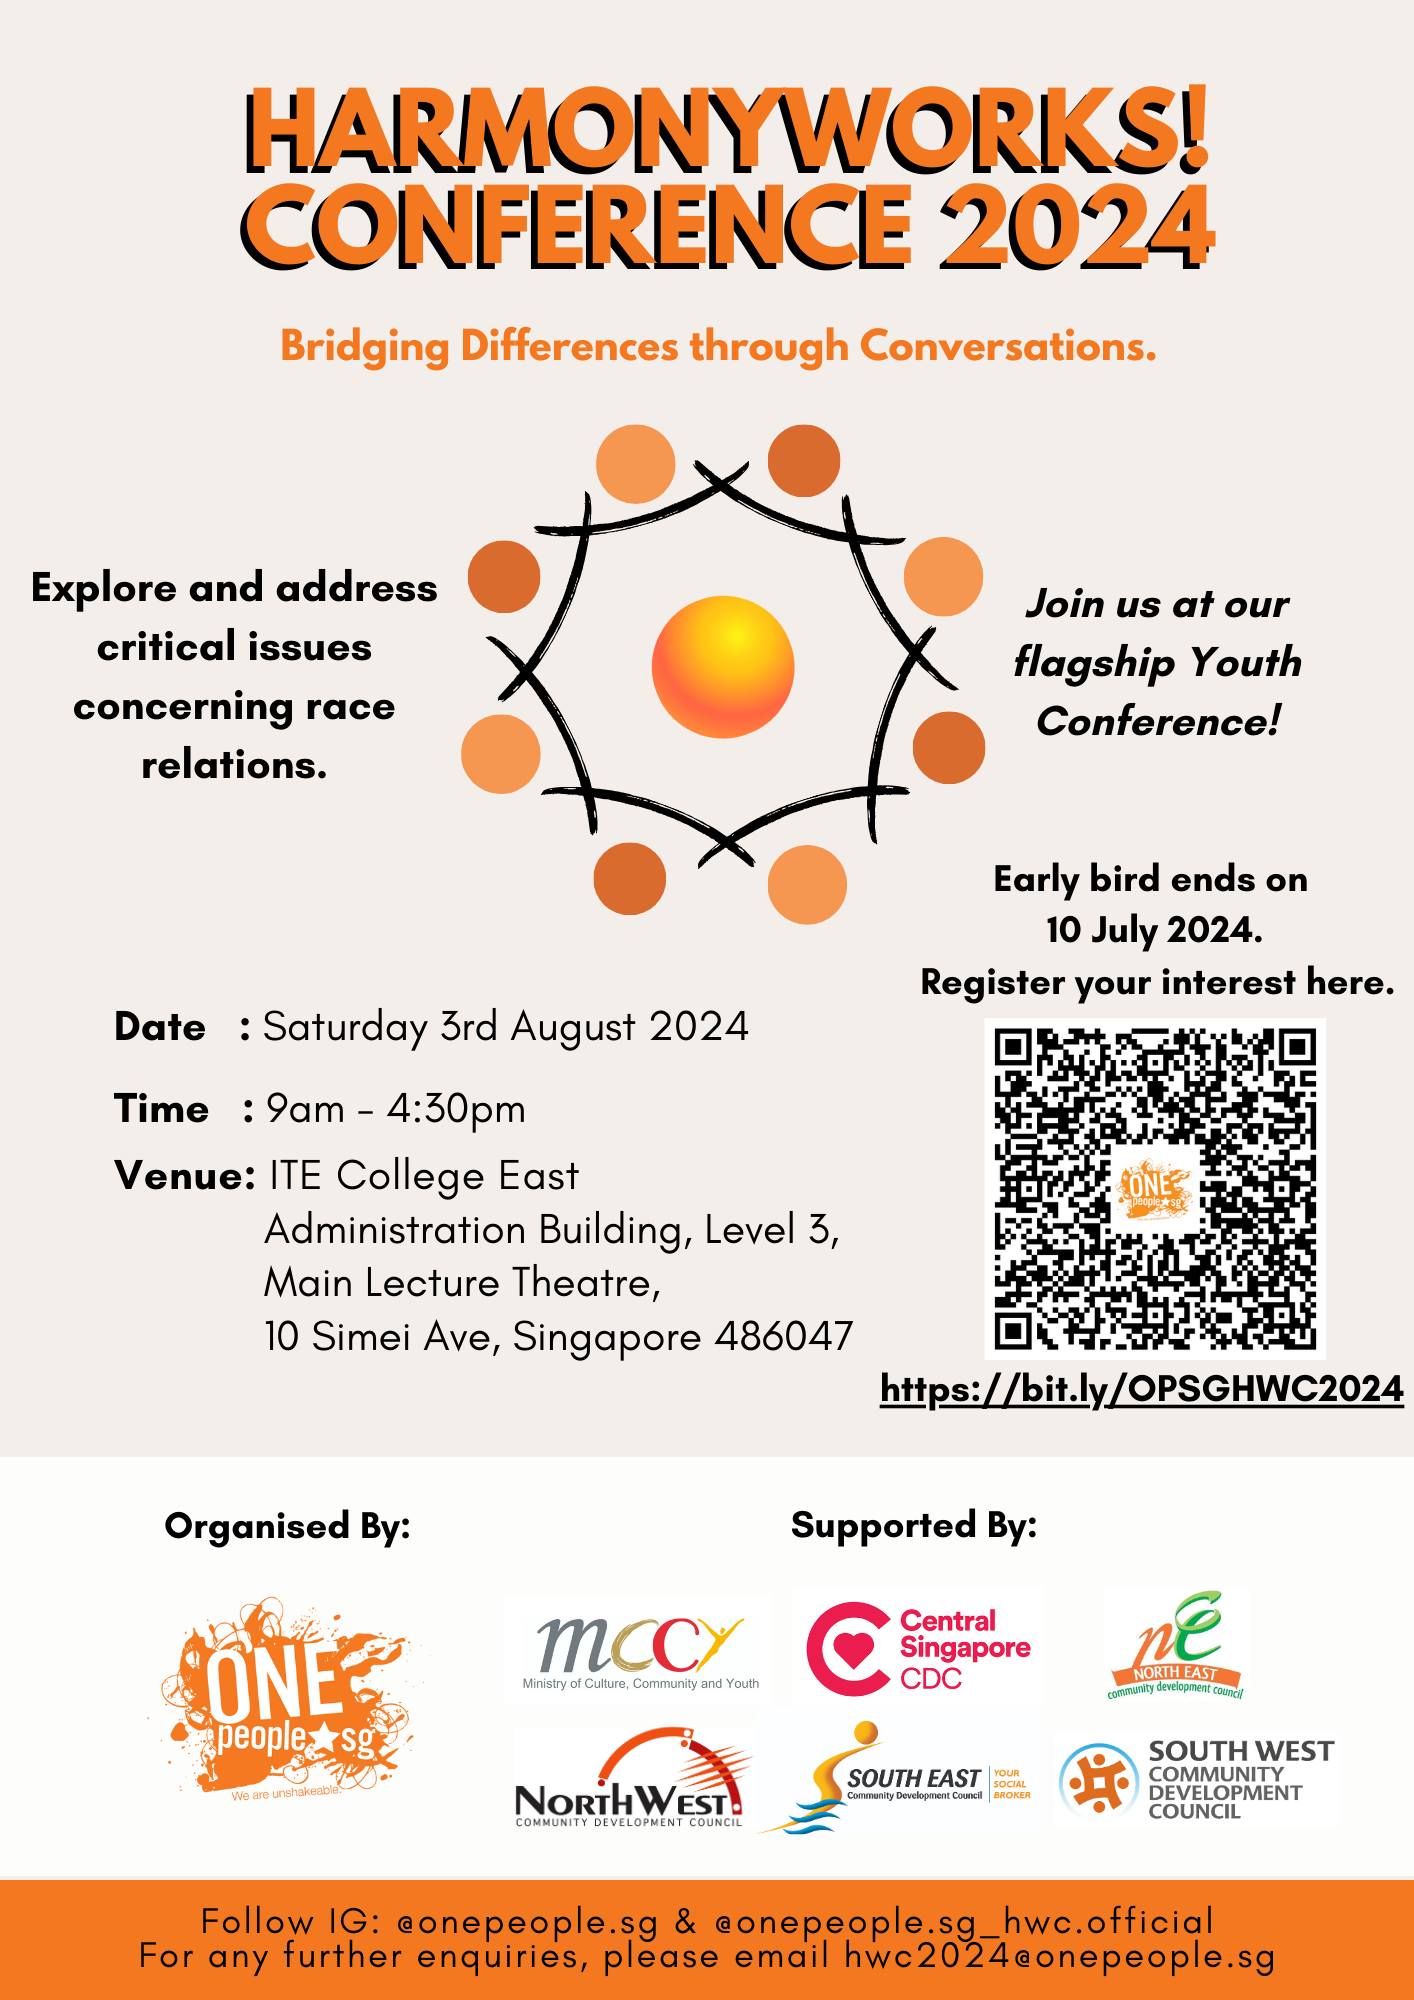 HARMONYWORKS!
CONFERENCE 2024
Bridging Differences through Conversations.
Explore and address
critical issues
concerning race
relations.
Join us at our
flagship Youth
Conference!
Early bird ends on
10 July 2024.
Register your interest here.
Date : Saturday 3rd August 2024
Time : 9am - 4:30pm
Venue: ITE College East
Administration Building, Level 3,
Main Lecture Theatre,
10 Simei Ave, Singapore 486047
ONE
people sg
https://bit.ly/OPSGHWC2024
Organised By:
ONE
people sg
We are unshakeable.
Supported By:
mccy
Ministry of Culture, Community and Youth
Central
Singapore
CDC
nE
NORTH EAST
community development council
NORTHWEST
COMMUNITY DEVELOPMENT COUNCIL
SOUTH EAST
Community Development Council
YOUR
SOCIAL
BROKER
SOUTH WEST
COMMUNITY
DEVELOPMENT
COUNCIL
Follow IG: @onepeople.sg & @onepeople.sg_hwc.official
For any further enquiries, please email hwc2024@onepeople.sg